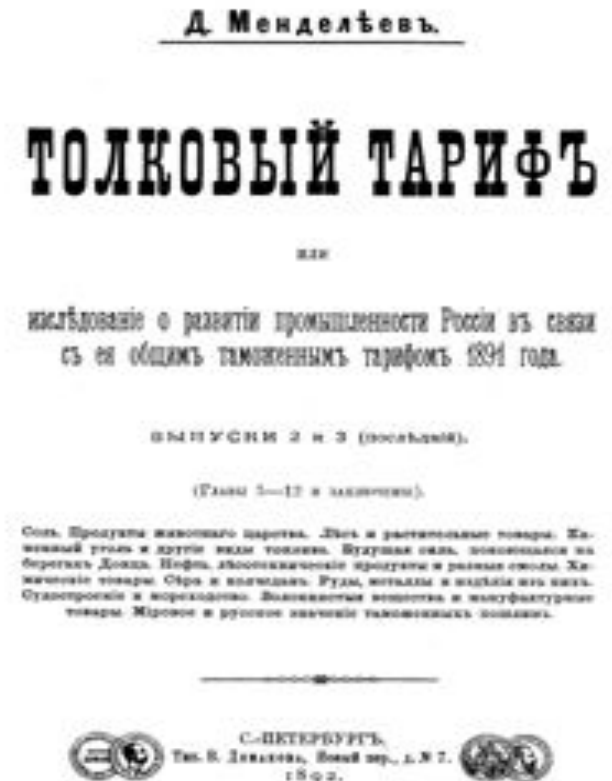 Д. Менделѣевъ.
ТОЛКОВЫЙ ТАРИФЪ
или
изслѣдованіе о развитіи промышленности Россіи въ связи
съ ея общимъ таможеннымъ тарифомъ 1891 года.
ВЫПУСКИ 2 и 3 (послѣдній).
(Главы 5—12 и заключеніе).
Соль. Продукты животнаго царства. Лѣсъ и растительные товары. Ка-
менный уголь и другіе виды топлива. Будущая сила, покоющаяся на
берегахъ Донца. Нефть, лѣсотехническіе продукты и разныя смолы. Хи-
мическіе товары. Сѣра и колчеданъ. Руды, металлы и издѣлія изъ нихъ.
Судостроеніе и мореходство. Волокнистыя вещества и мануфактурные
товары. Міровое и русское значеніе таможенныхъ пошлинъ.
С.-ПЕТЕРБУРГЪ.
Тип. В. Демакова, Новый пер., д. № 7.
1892.